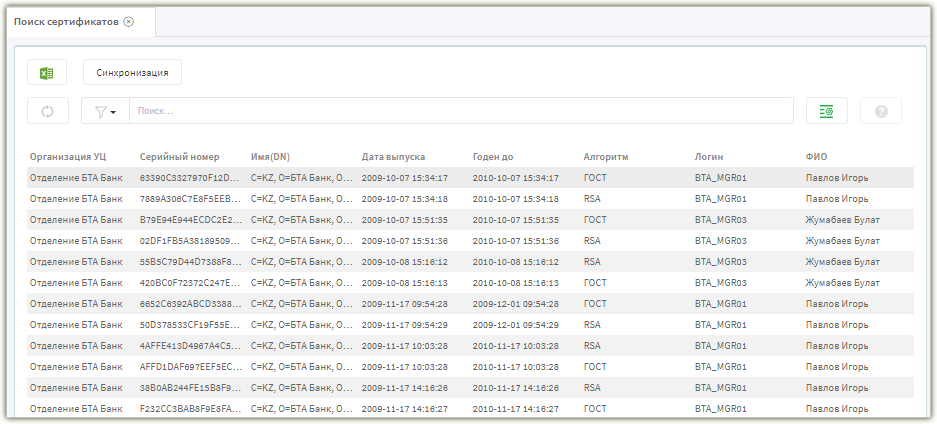 Поиск сертификатов
Синхронизация
Поиск...
Организация УЦ Серийный номер Имя(DN) Дата выпуска Годен до Алгоритм Логин ФИО
Отделение БТА Банк 63390C3327970F12D... C=KZ, O=БТА Банк, O... 2009-10-07 15:34:17 2010-10-07 15:34:17 ГОСТ BTA_MGR01 Павлов Игорь
Отделение БТА Банк 7889A306C7E8F5EEB... C=KZ, O=БТА Банк, O... 2009-10-07 15:34:18 2010-10-07 15:34:18 RSA BTA_MGR01 Павлов Игорь
Отделение БТА Банк B79E94E944ECDC2E2... C=KZ, O=БТА Банк, O... 2009-10-07 15:51:35 2010-10-07 15:51:35 ГОСТ BTA_MGR03 Жумабаев Булат
Отделение БТА Банк 02DF1FB5A38189509... C=KZ, O=БТА Банк, O... 2009-10-07 15:51:36 2010-10-07 15:51:36 RSA BTA_MGR03 Жумабаев Булат
Отделение БТА Банк 55B5C79D44D7388F8... C=KZ, O=БТА Банк, O... 2009-10-08 15:16:12 2010-10-08 15:16:12 RSA BTA_MGR03 Жумабаев Булат
Отделение БТА Банк 420BC0F72372C247E... C=KZ, O=БТА Банк, O... 2009-10-08 15:16:13 2010-10-08 15:16:13 ГОСТ BTA_MGR03 Жумабаев Булат
Отделение БТА Банк 6652C6392ABCD3388... C=KZ, O=БТА Банк, O... 2009-11-17 09:54:28 2009-12-01 09:54:28 ГОСТ BTA_MGR01 Павлов Игорь
Отделение БТА Банк 50D378533CF19F55E... C=KZ, O=БТА Банк, O... 2009-11-17 09:54:29 2009-12-01 09:54:29 RSA BTA_MGR01 Павлов Игорь
Отделение БТА Банк 4AFFE413D4967A4C5... C=KZ, O=БТА Банк, O... 2009-11-17 10:03:28 2010-11-17 10:03:28 RSA BTA_MGR01 Павлов Игорь
Отделение БТА Банк AFFD1DAF697EEF5EC... C=KZ, O=БТА Банк, O... 2009-11-17 10:03:28 2010-11-17 10:03:28 ГОСТ BTA_MGR01 Павлов Игорь
Отделение БТА Банк 38B0AB244FE15B8F9... C=KZ, O=БТА Банк, O... 2009-11-17 14:16:26 2010-11-17 14:16:26 RSA BTA_MGR01 Павлов Игорь
Отделение БТА Банк F232CC3BAB8F9E8FA... C=KZ, O=БТА Банк, O... 2009-11-17 14:16:27 2010-11-17 14:16:27 ГОСТ BTA_MGR01 Павлов Игорь